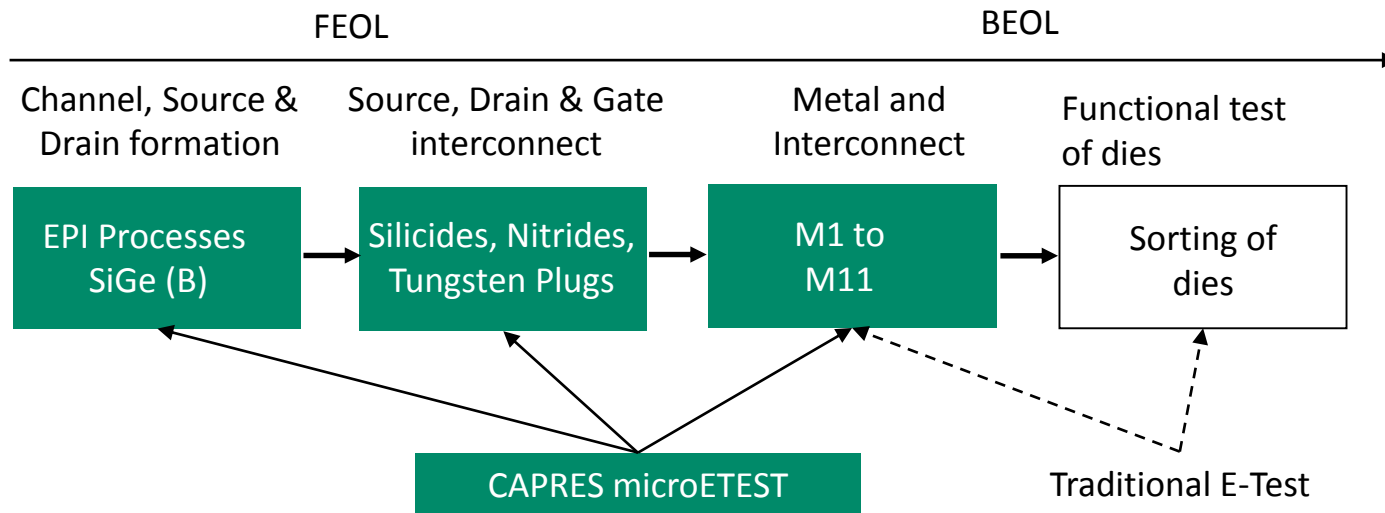 FEOL
BEOL
Channel, Source &
Drain formation
Source, Drain & Gate
interconnect
Metal and
Interconnect
Functional test
of dies
EPI Processes
SiGe (B)
Silicides, Nitrides,
Tungsten Plugs
M1 to
M11
Sorting of
dies
CAPRES microETEST
Traditional E-Test